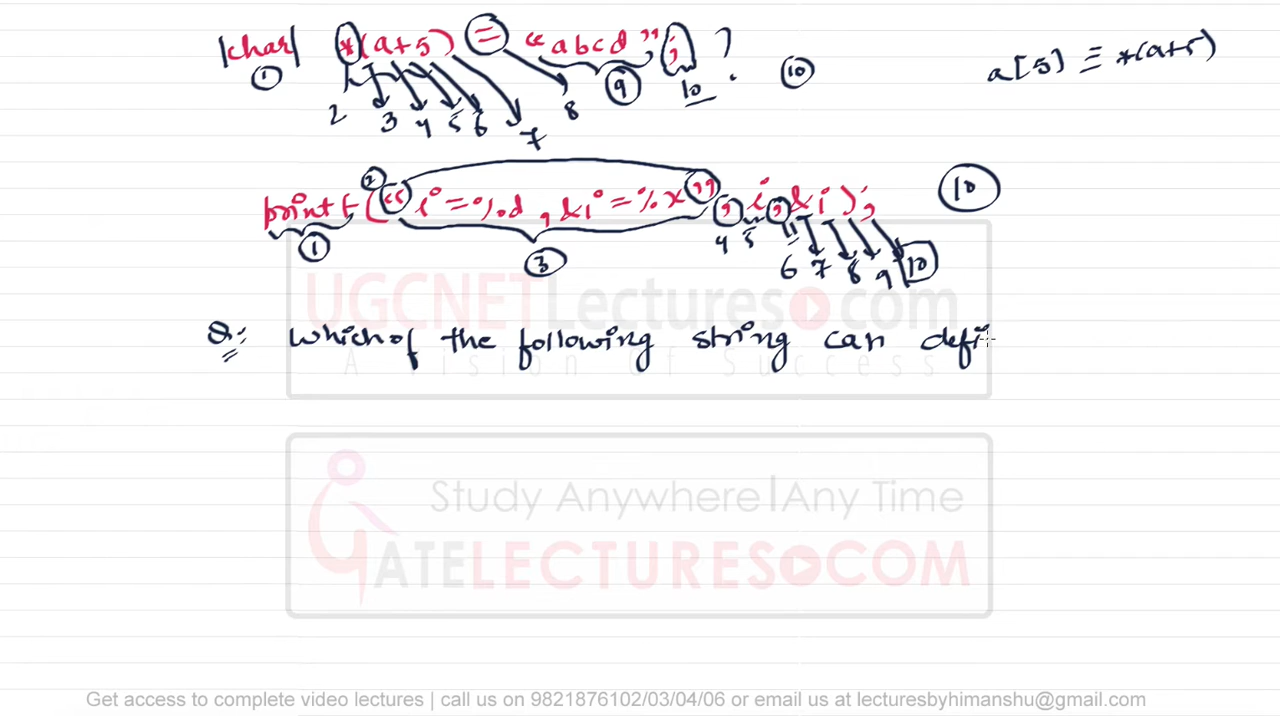 |char| *(a+5) = "abcd" ; ? 10 a[5] ≡ *(a+5)
1 2 3 4 5 6 7 8 9 10
printf ( " i = %d , &i = %x " , i , & i ) ; 10
1 2 3 4 5 6 7 8 9 10
UGCNETLectures.com
Q: which of the following string can defi
A Vision Of Success
Study Anywhere | Any Time
GATELECTURES.COM
Get access to complete video lectures | call us on 9821876102/03/04/06 or email us at lecturesbyhimanshu@gmail.com